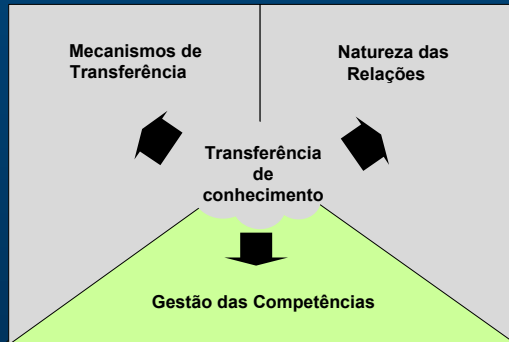 Mecanismos de
Transferência
Natureza das
Relações
Transferência
de
conhecimento
Gestão das Competências